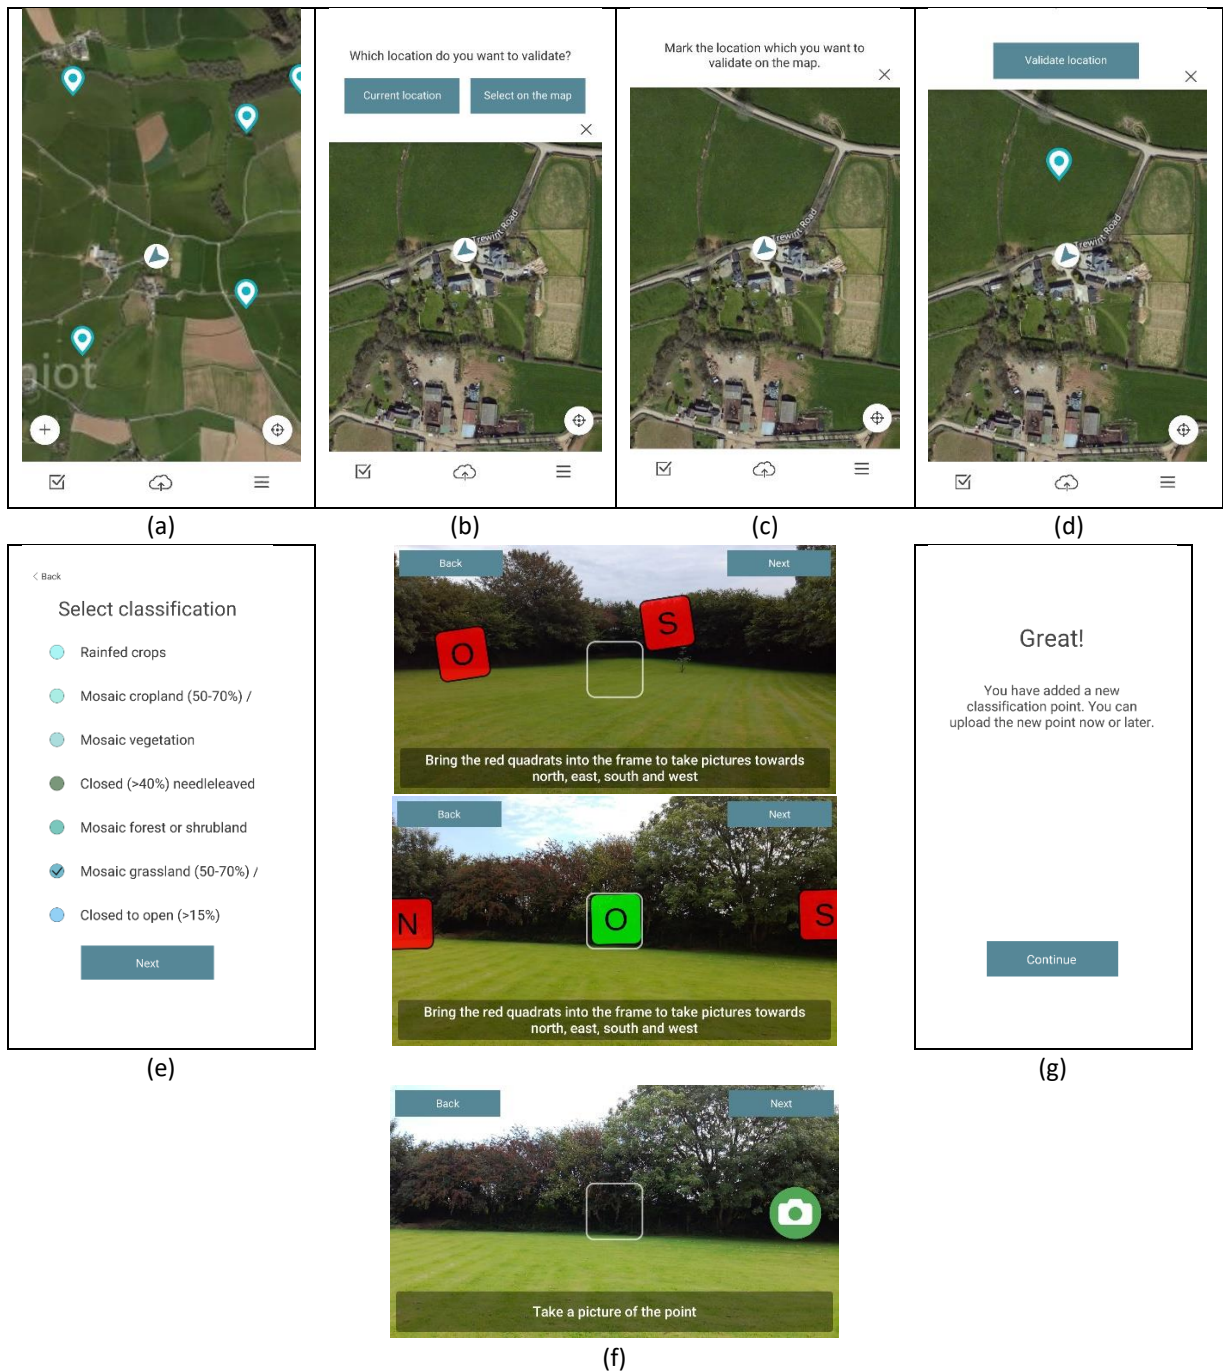 Which location do you want to validate?
Current location
Select on the map
Trewint Road
Mark the location which you want to
validate on the map.
Trewint Road
Validate location
Trewint Road
(a)
(b)
(c)
(d)
< Back
Select classification
Rainfed crops
Mosaic cropland (50-70%) /
Mosaic vegetation
Closed (>40%) needleleaved
Mosaic forest or shrubland
Mosaic grassland (50-70%) /
Closed to open (>15%)
Next
(e)
Back
Next
O
S
Bring the red quadrats into the frame to take pictures towards
north, east, south and west
Back
Next
N
O
S
Bring the red quadrats into the frame to take pictures towards
north, east, south and west
Great!
You have added a new
classification point. You can
upload the new point now or later.
Continue
(g)
Back
Next
Take a picture of the point
(f)